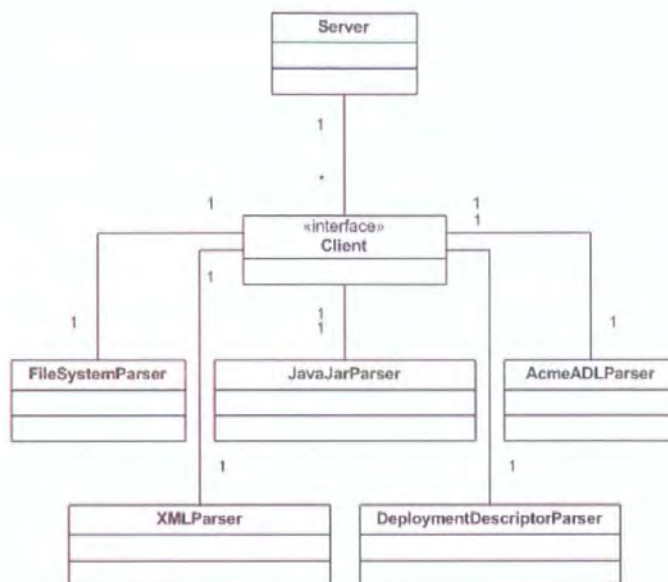 Server
1
*
1
1
1
«interface»
Client
1
1
1
1
1
FileSystemParser
JavaJarParser
AcmeADLParser
1
1
XMLParser
DeploymentDescriptorParser